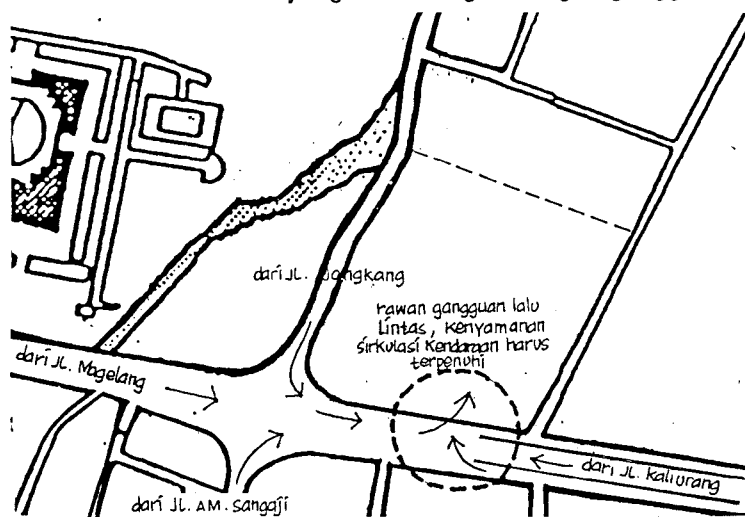 dari JL.
rawan gangguan lalu
Lintas, kenyamanan
sirkulasi kendaraan harus
terpenuhi
dari JL. Magelang
dari JL. Kaliurang
dari JL. AM. Sangaji